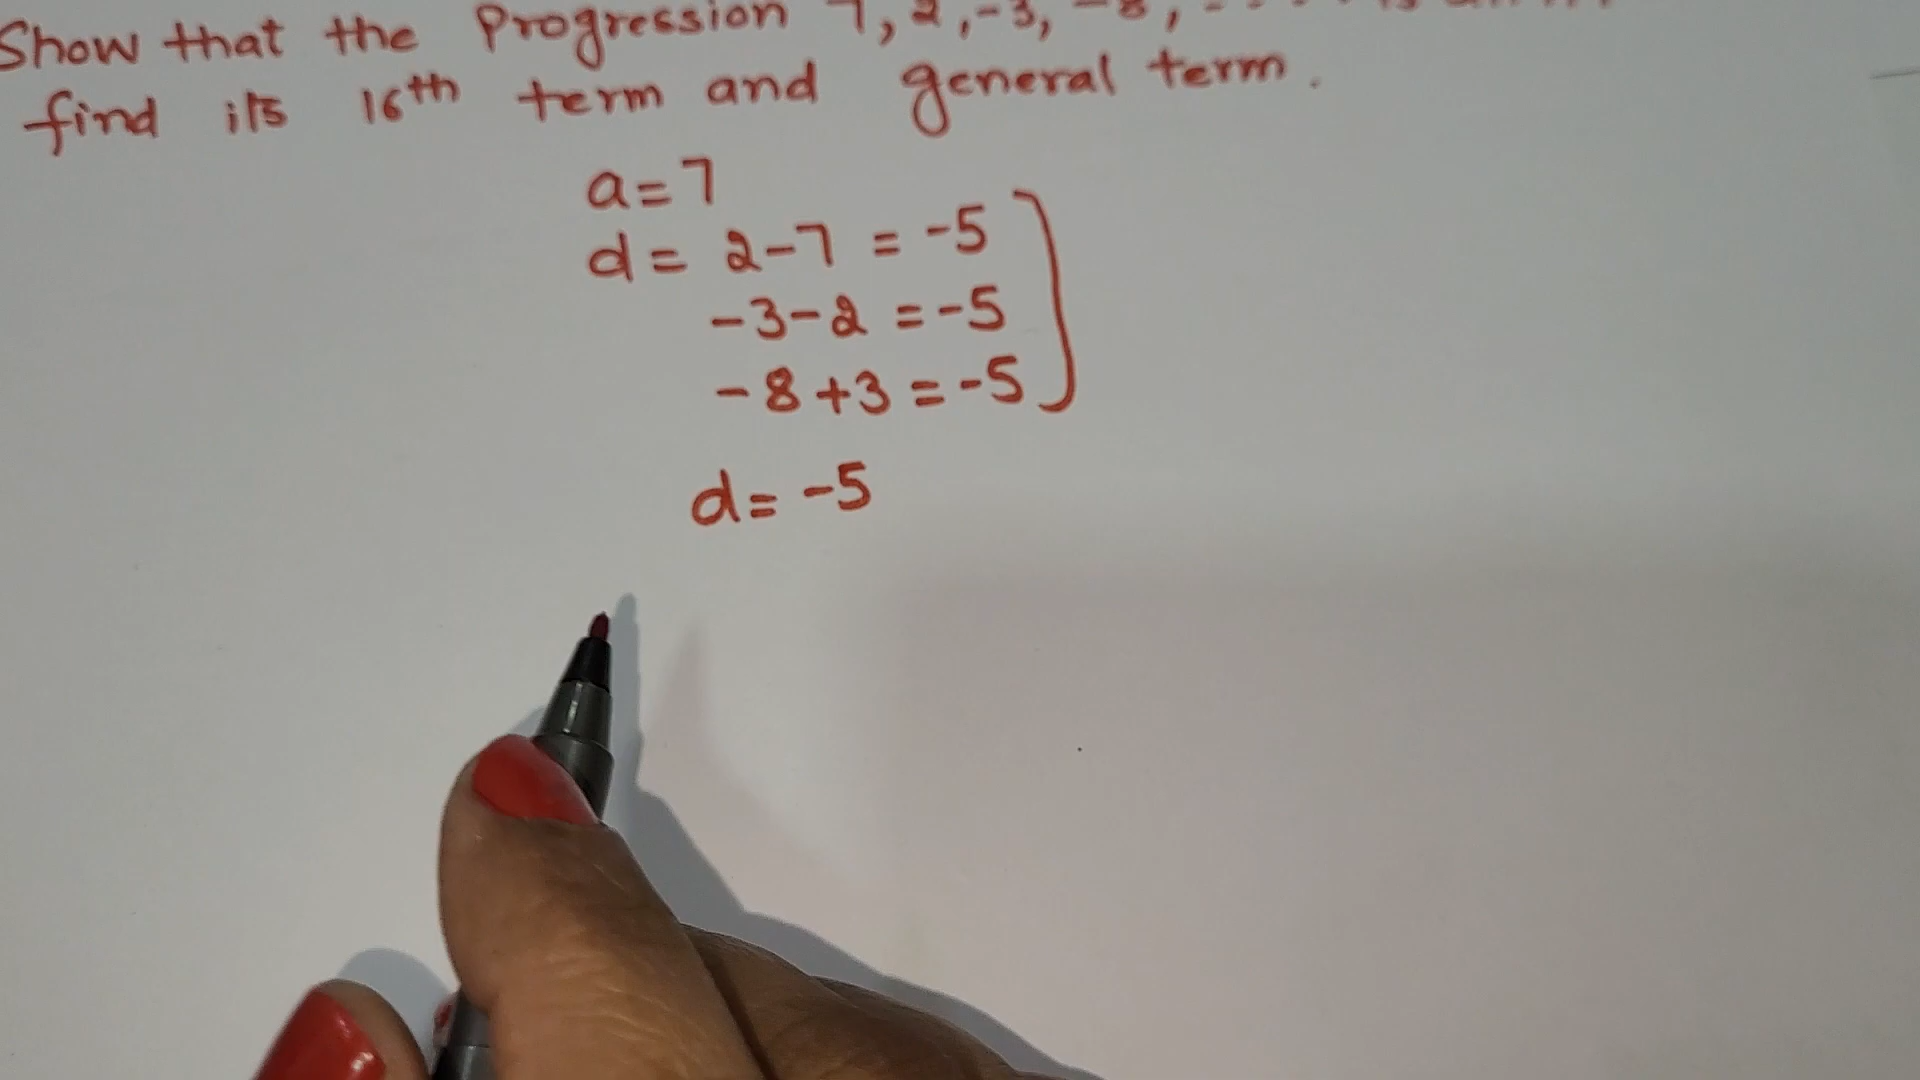 Show that the Progression 7, 2, -3, -8, ....
find its 16th term and general term.
a = 7
d = 2-7 = -5
-3-2 = -5
-8+3 = -5
d = -5